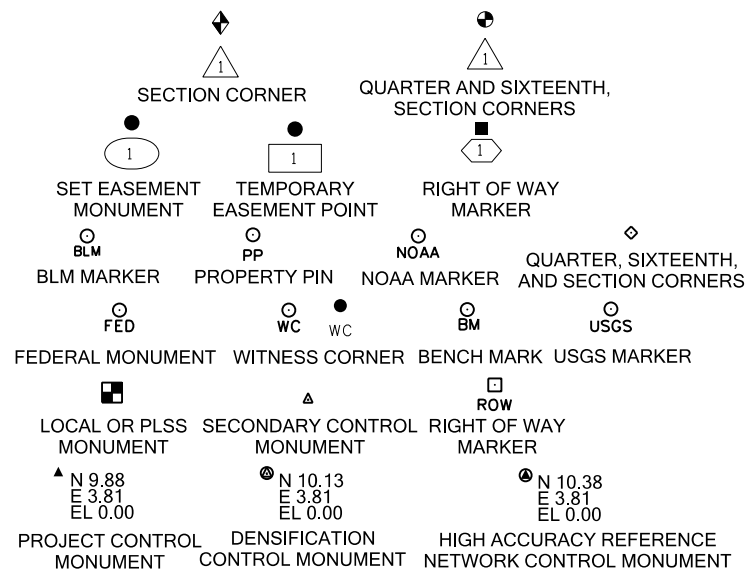 1
1
SECTION CORNER
QUARTER AND SIXTEENTH,
SECTION CORNERS
1
1
1
SET EASEMENT
MONUMENT
TEMPORARY
EASEMENT POINT
RIGHT OF WAY
MARKER
BLM
PP
NOAA
BLM MARKER
PROPERTY PIN
NOAA MARKER
QUARTER, SIXTEENTH,
AND SECTION CORNERS
FED
WC
WC
BM
USGS
FEDERAL MONUMENT
WITNESS CORNER
BENCH MARK
USGS MARKER
ROW
LOCAL OR PLSS
MONUMENT
SECONDARY CONTROL
MONUMENT
RIGHT OF WAY
MARKER
N 9.88
E 3.81
EL 0.00
N 10.13
E 3.81
EL 0.00
N 10.38
E 3.81
EL 0.00
PROJECT CONTROL
MONUMENT
DENSIFICATION
CONTROL MONUMENT
HIGH ACCURACY REFERENCE
NETWORK CONTROL MONUMENT